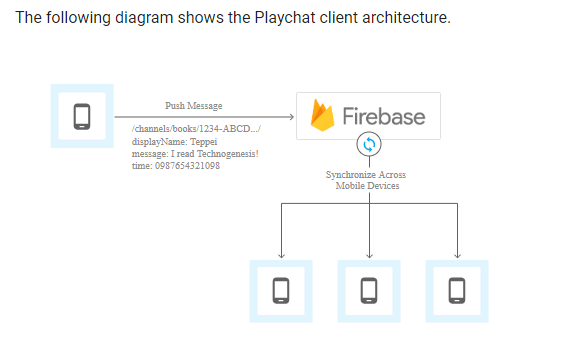 The following diagram shows the Playchat client architecture.
Push Message
/channels/books/1234-ABCD.../
displayName: Teppei
message: I read Technogenesis!
time: 0987654321098
Firebase
Synchronize Across
Mobile Devices